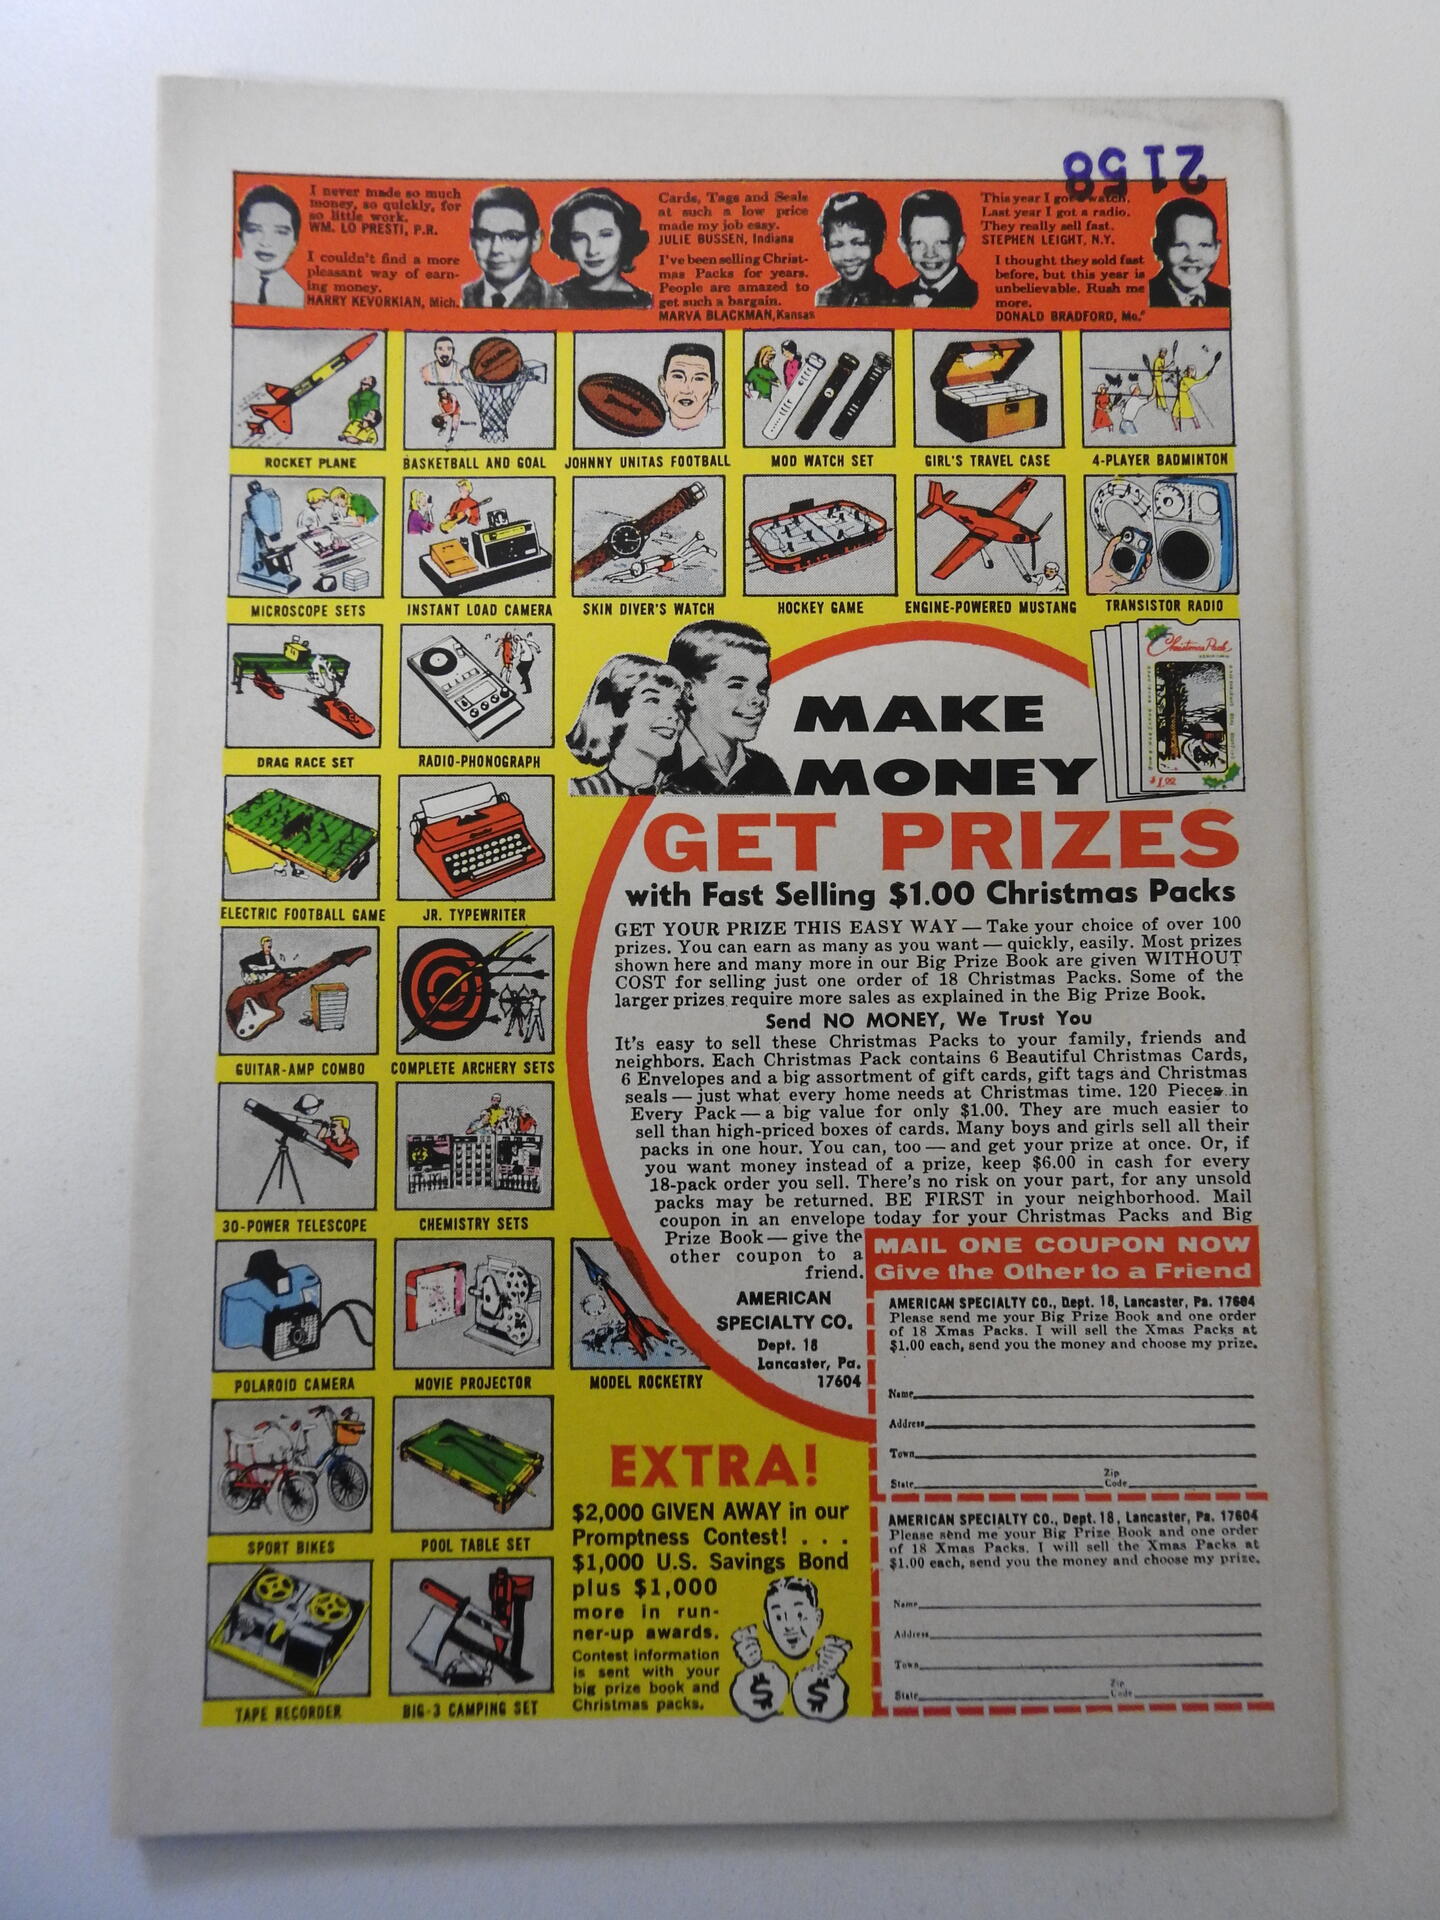 2158
I never made so much
money, so quickly, for
so little work.
WM. LO PRESTI, P.R.
I couldn't find a more
pleasant way of earn-
ing money.
HARRY KEVORKIAN, Mich.
Cards, Tags and Seals
at such a low price
made my job easy.
JULIE BUSSEN, Indiana
I've been selling Christ-
mas Packs for years.
People are amazed to
get such a bargain.
MARVA BLACKMAN, Kansas
This year I got a watch.
Last year I got a radio.
They really sell fast.
STEPHEN LEIGHT, N.Y.
I thought they sold fast
before, but this year is
unbelievable. Rush me
more.
DONALD BRADFORD, Mo.
ROCKET PLANE
BASKETBALL AND GOAL
JOHNNY UNITAS FOOTBALL
MOD WATCH SET
GIRL'S TRAVEL CASE
4-PLAYER BADMINTON
MICROSCOPE SETS
INSTANT LOAD CAMERA
SKIN DIVER'S WATCH
HOCKEY GAME
ENGINE-POWERED MUSTANG
TRANSISTOR RADIO
DRAG RACE SET
RADIO-PHONOGRAPH
ELECTRIC FOOTBALL GAME
JR. TYPEWRITER
GUITAR-AMP COMBO
COMPLETE ARCHERY SETS
30-POWER TELESCOPE
CHEMISTRY SETS
POLAROID CAMERA
MOVIE PROJECTOR
MODEL ROCKETRY
SPORT BIKES
POOL TABLE SET
TAPE RECORDER
BIG-3 CAMPING SET
Christmas Pack
$1.00
MAKE
MONEY
GET PRIZES
with Fast Selling $1.00 Christmas Packs
GET YOUR PRIZE THIS EASY WAY — Take your choice of over 100
prizes. You can earn as many as you want — quickly, easily. Most prizes
shown here and many more in our Big Prize Book are given WITHOUT
COST for selling just one order of 18 Christmas Packs. Some of the
larger prizes require more sales as explained in the Big Prize Book.
Send NO MONEY, We Trust You
It's easy to sell these Christmas Packs to your family, friends and
neighbors. Each Christmas Pack contains 6 Beautiful Christmas Cards,
6 Envelopes and a big assortment of gift cards, gift tags and Christmas
seals — just what every home needs at Christmas time. 120 Pieces in
Every Pack — a big value for only $1.00. They are much easier to
sell than high-priced boxes of cards. Many boys and girls sell all their
packs in one hour. You can, too — and get your prize at once. Or, if
you want money instead of a prize, keep $6.00 in cash for every
18-pack order you sell. There's no risk on your part, for any unsold
packs may be returned. BE FIRST in your neighborhood. Mail
coupon in an envelope today for your Christmas Packs and Big
Prize Book — give the
other coupon to a
friend.
AMERICAN
SPECIALTY CO.
Dept. 18
Lancaster, Pa.
17604
MAIL ONE COUPON NOW
Give the Other to a Friend
AMERICAN SPECIALTY CO., Dept. 18, Lancaster, Pa. 17604
Please send me your Big Prize Book and one order
of 18 Xmas Packs. I will sell the Xmas Packs at
$1.00 each, send you the money and choose my prize.
Name
Address
Town
State Zip Code
AMERICAN SPECIALTY CO., Dept. 18, Lancaster, Pa. 17604
Please send me your Big Prize Book and one order
of 18 Xmas Packs. I will sell the Xmas Packs at
$1.00 each, send you the money and choose my prize.
Name
Address
Town
State Zip Code
EXTRA!
$2,000 GIVEN AWAY in our
Promptness Contest! . . .
$1,000 U.S. Savings Bond
plus $1,000
more in run-
ner-up awards.
Contest information
is sent with your
big prize book and
Christmas packs.
$ $